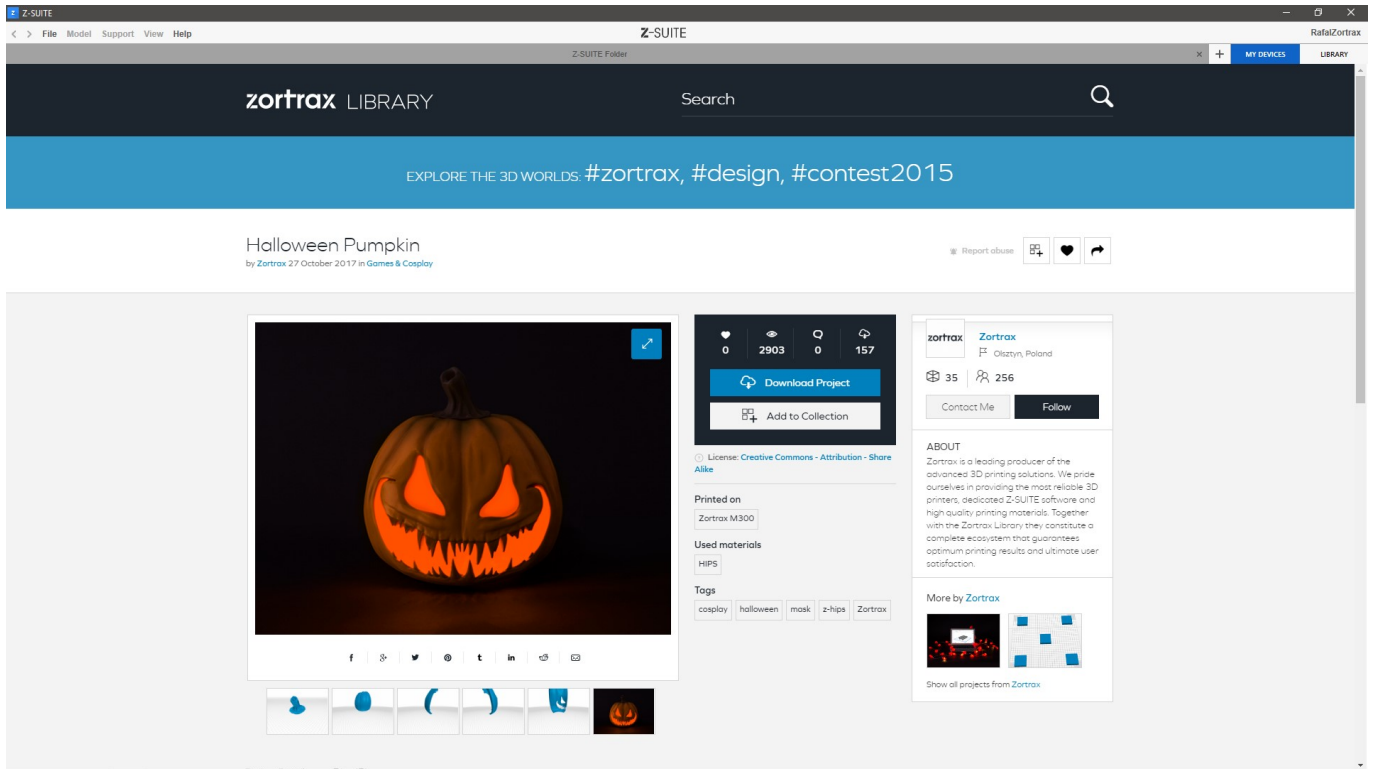 Z-SUITE
File Model Support View Help
Z-SUITE
RafalZortrax
Z-SUITE Folder
MY DEVICES
LIBRARY
zortrax LIBRARY
Search
EXPLORE THE 3D WORLDS: #zortrax, #design, #contest2015
Halloween Pumpkin
by Zortrax 27 October 2017 in Games & Cosplay
Report abuse
0 2903 0 157
Download Project
Add to Collection
License: Creative Commons - Attribution - Share
Alike
Printed on
Zortrax M300
Used materials
HIPS
Tags
cosplay halloween mask z-hips Zortrax
zortrax
Zortrax
Olsztyn, Poland
35 256
Contact Me
Follow
ABOUT
Zortrax is a leading producer of the
advanced 3D printing solutions. We pride
ourselves in providing the most reliable 3D
printers, dedicated Z-SUITE software and
high quality printing materials. Together
with the Zortrax Library they constitute a
complete ecosystem that guarantees
optimum printing results and ultimate user
satisfaction.
More by Zortrax
Show all projects from Zortrax